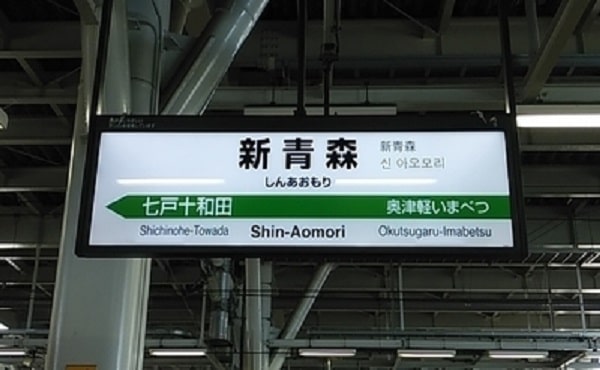 新青森
新青森
신 아오모리
しんあおもり
七戸十和田 奥津軽いまべつ
Shichinohe-Towada Shin-Aomori Okutsugaru-Imabetsu